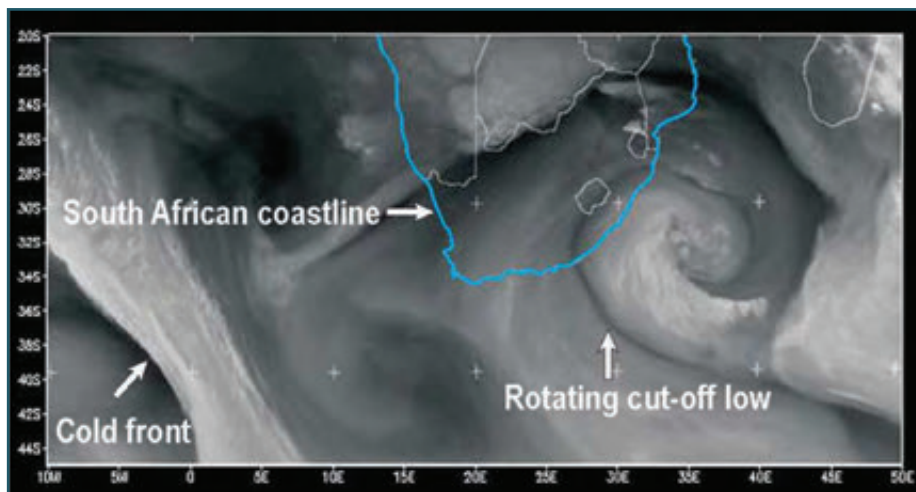 20S
22S
24S
26S
28S
30S
32S
34S
36S
38S
40S
42S
44S
South African coastline
Rotating cut-off low
Cold front
10W 5W 0 5E 10E 15E 20E 25E 30E 35E 40E 45E 50E